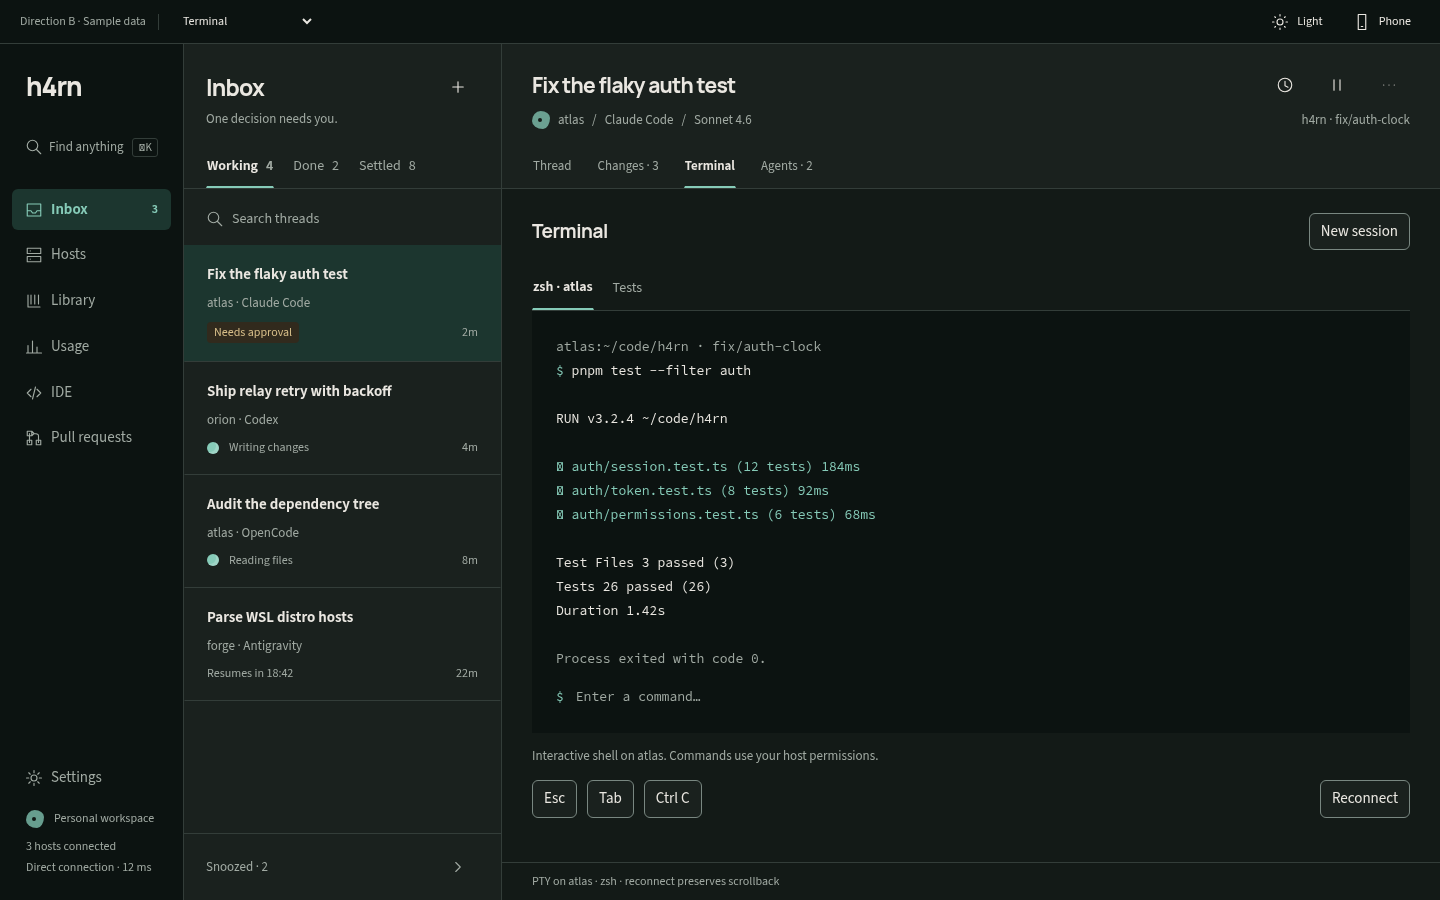 Direction B · Sample data
Terminal
Light
Phone
h4rn
Find anything
K
Inbox 3
Hosts
Library
Usage
IDE
Pull requests
Settings
Personal workspace
3 hosts connected
Direct connection · 12 ms
Inbox
One decision needs you.
Working 4 Done 2 Settled 8
Search threads
Fix the flaky auth test
atlas · Claude Code
Needs approval 2m
Ship relay retry with backoff
orion · Codex
Writing changes 4m
Audit the dependency tree
atlas · OpenCode
Reading files 8m
Parse WSL distro hosts
forge · Antigravity
Resumes in 18:42 22m
Snoozed · 2
Fix the flaky auth test
atlas / Claude Code / Sonnet 4.6
h4rn · fix/auth-clock
Thread Changes · 3 Terminal Agents · 2
Terminal
New session
zsh · atlas Tests
atlas:~/code/h4rn · fix/auth-clock
$ pnpm test --filter auth
RUN v3.2.4 ~/code/h4rn
auth/session.test.ts (12 tests) 184ms
auth/token.test.ts (8 tests) 92ms
auth/permissions.test.ts (6 tests) 68ms
Test Files 3 passed (3)
Tests 26 passed (26)
Duration 1.42s
Process exited with code 0.
$ Enter a command…
Interactive shell on atlas. Commands use your host permissions.
Esc Tab Ctrl C Reconnect
PTY on atlas · zsh · reconnect preserves scrollback